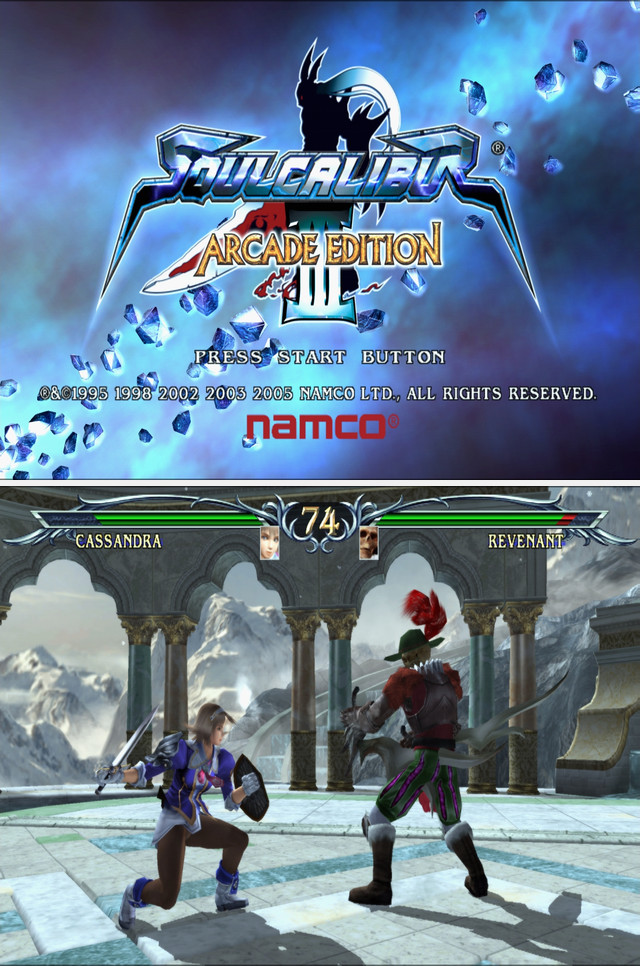 SOULCALIBUR®
ARCADE EDITION
III
PRESS START BUTTON
®&©1995 1998 2002 2003 2005 NAMCO LTD., ALL RIGHTS RESERVED.
namco®
74
CASSANDRA REVENANT